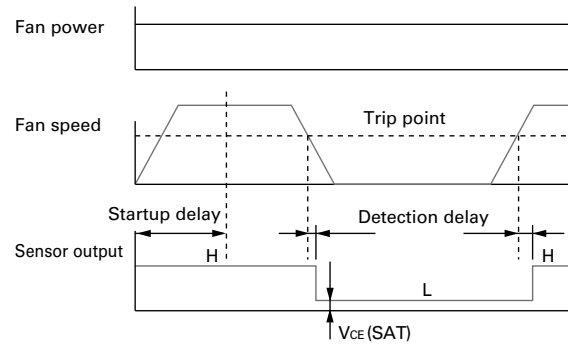 Fan power
Fan speed
Trip point
Startup delay
Detection delay
Sensor output
H
L
H
VCE (SAT)